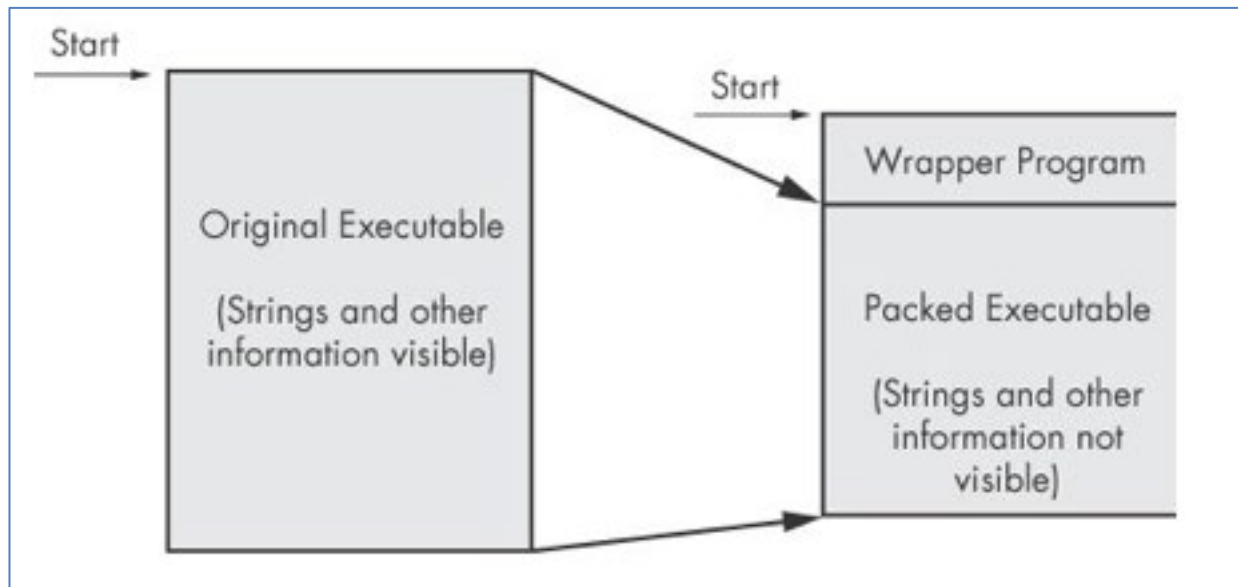 Start
Original Executable
(Strings and other
information visible)
Start
Wrapper Program
Packed Executable
(Strings and other
information not
visible)